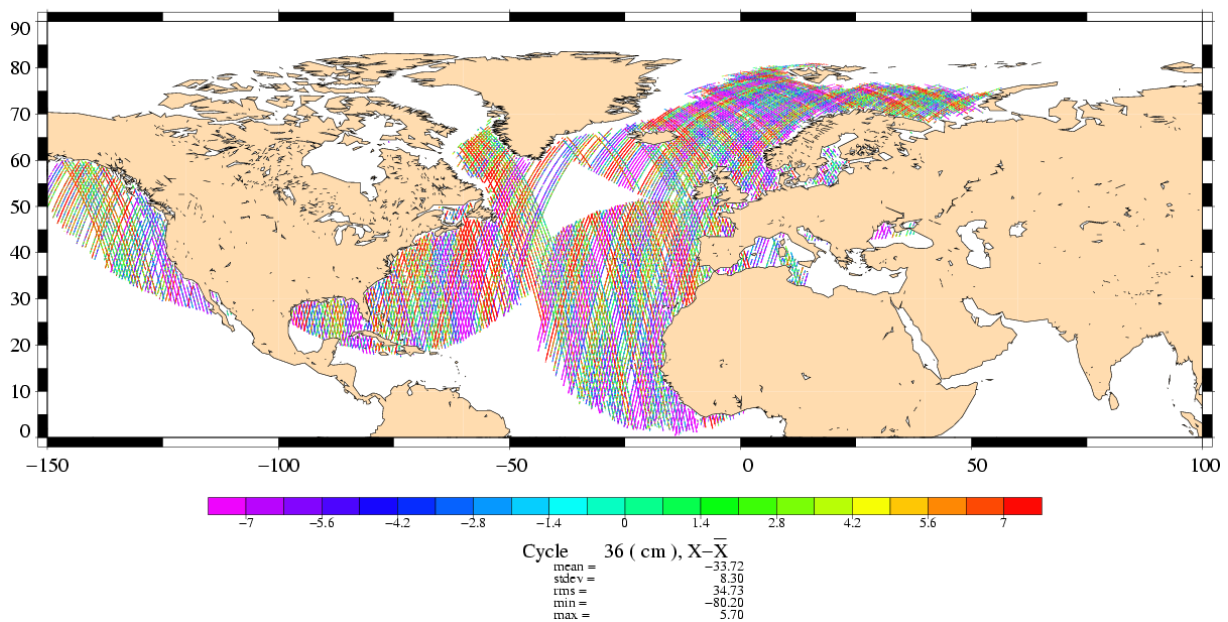 90
80
70
60
50
40
30
20
10
0
−150 −100 −50 0 50 100
−7 −5.6 −4.2 −2.8 −1.4 0 1.4 2.8 4.2 5.6 7
Cycle 36 ( cm ), X−X̅
mean = −33.72
stdev = 8.30
rms = 34.73
min = −80.20
max = 5.70